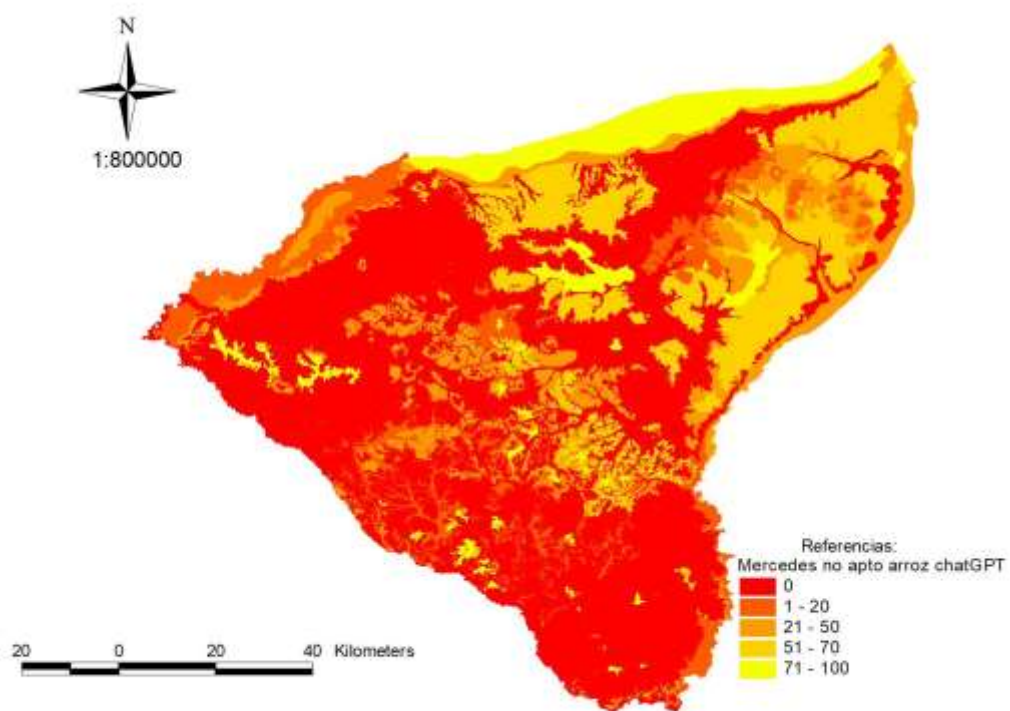 N
1:800000
Referencias:
Mercedes no apto arroz chatGPT
0
1 - 20
21 - 50
51 - 70
71 - 100
20 0 20 40 Kilometers